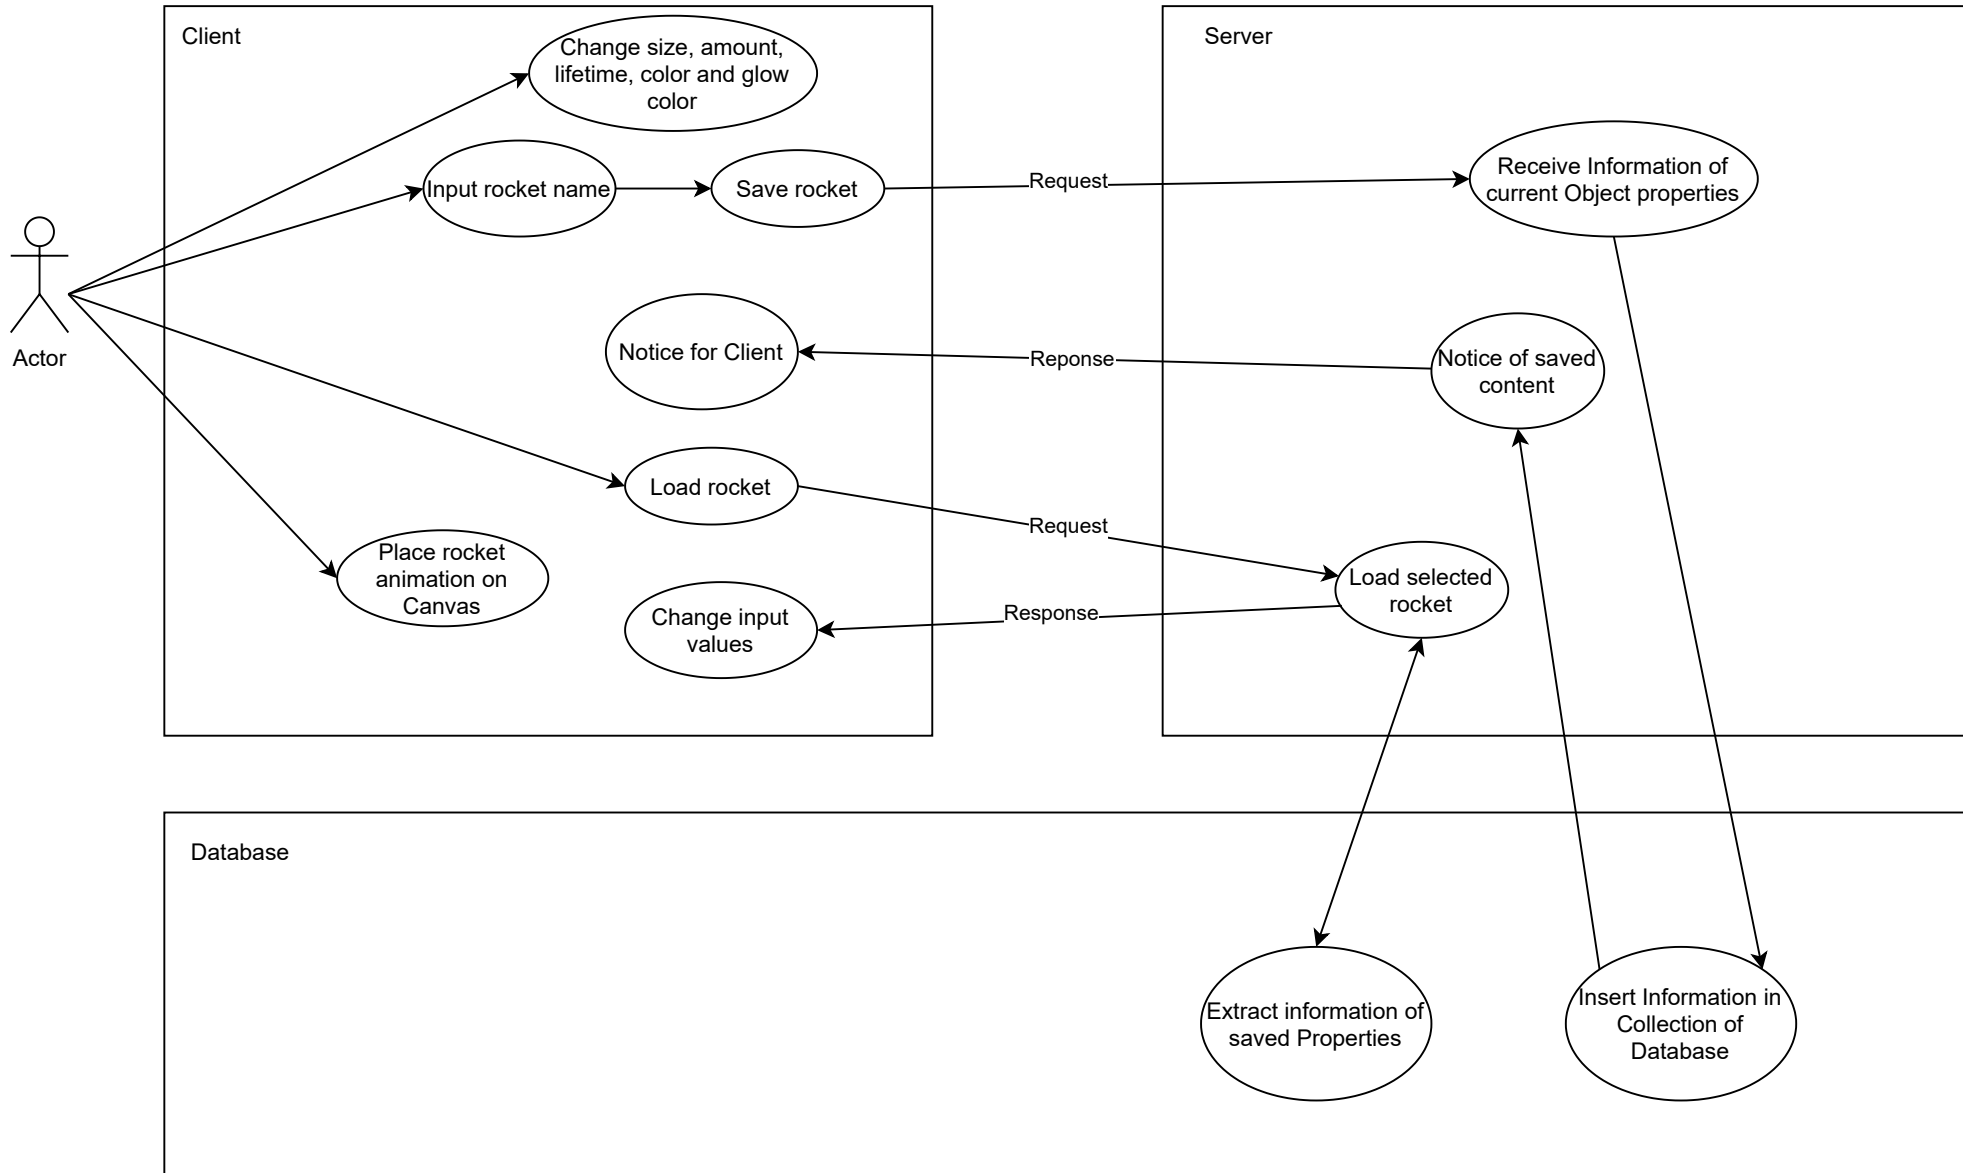 Client
Server
Change size, amount,
lifetime, color and glow
color
Input rocket name
Save rocket
Request
Receive Information of
current Object properties
Actor
Notice for Client
Reponse
Notice of saved
content
Load rocket
Request
Place rocket
animation on
Canvas
Load selected
rocket
Change input
values
Response
Database
Extract information of
saved Properties
Insert Information in
Collection of
Database